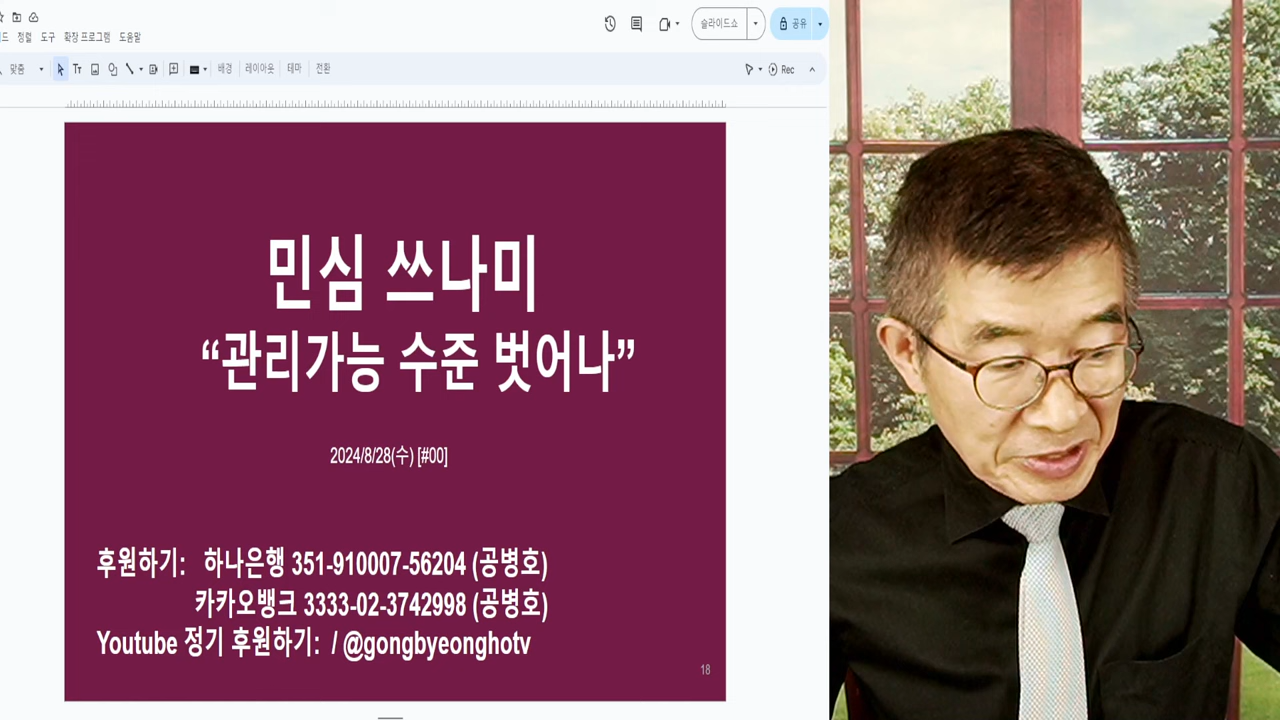 정렬 도구 확장 프로그램 도움말
슬라이드쇼
공유
맞춤
배경 레이아웃 테마 전환
Rec
민심 쓰나미
“관리가능 수준 벗어나”
2024/8/28(수) [#00]
후원하기: 하나은행 351-910007-56204 (공병호)
카카오뱅크 3333-02-3742998 (공병호)
Youtube 정기 후원하기: / @gongbyeonghotv
18